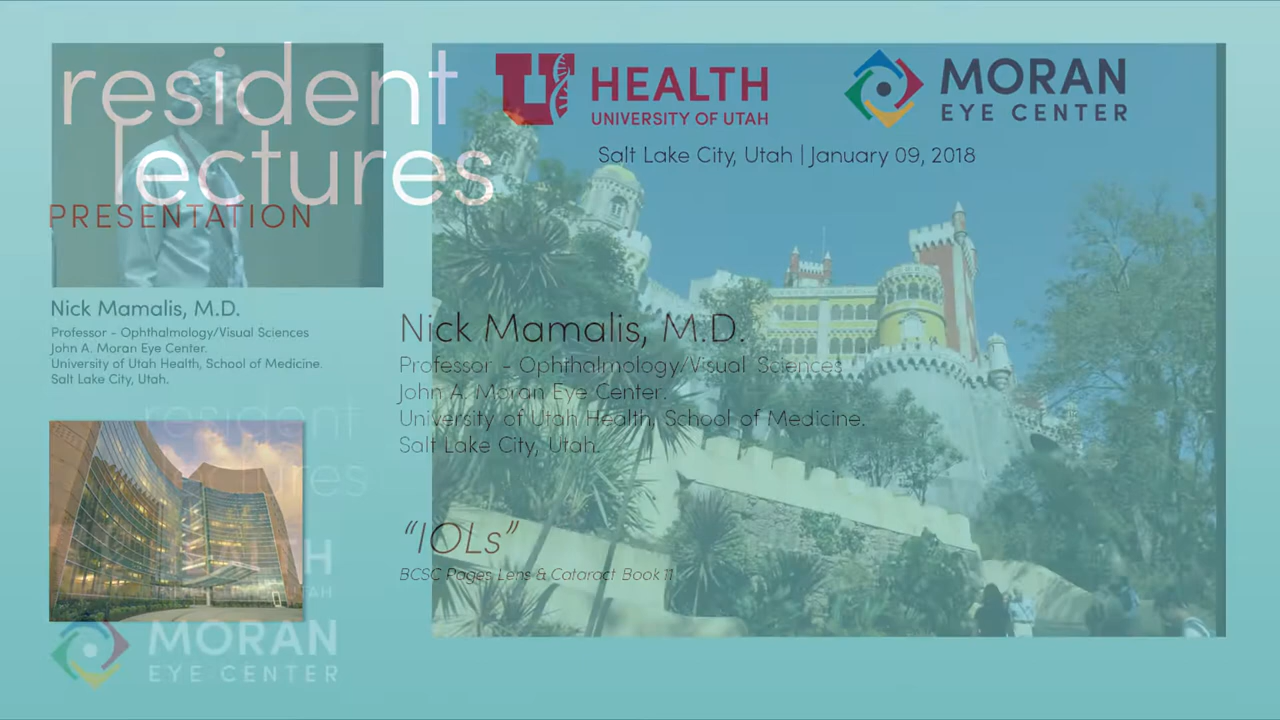 resident
lectures
PRESENTATION
U HEALTH
UNIVERSITY OF UTAH
MORAN
EYE CENTER
Salt Lake City, Utah | January 09, 2018
Nick Mamalis, M.D.
Professor - Ophthalmology/Visual Sciences
John A. Moran Eye Center.
University of Utah Health, School of Medicine.
Salt Lake City, Utah.
Nick Mamalis, M.D.
Professor - Ophthalmology/Visual Sciences
John A. Moran Eye Center.
University of Utah Health, School of Medicine.
Salt Lake City, Utah.
“IOLs”
BCSC Pages Lens & Cataract Book 11
resident
MORAN
EYE CENTER